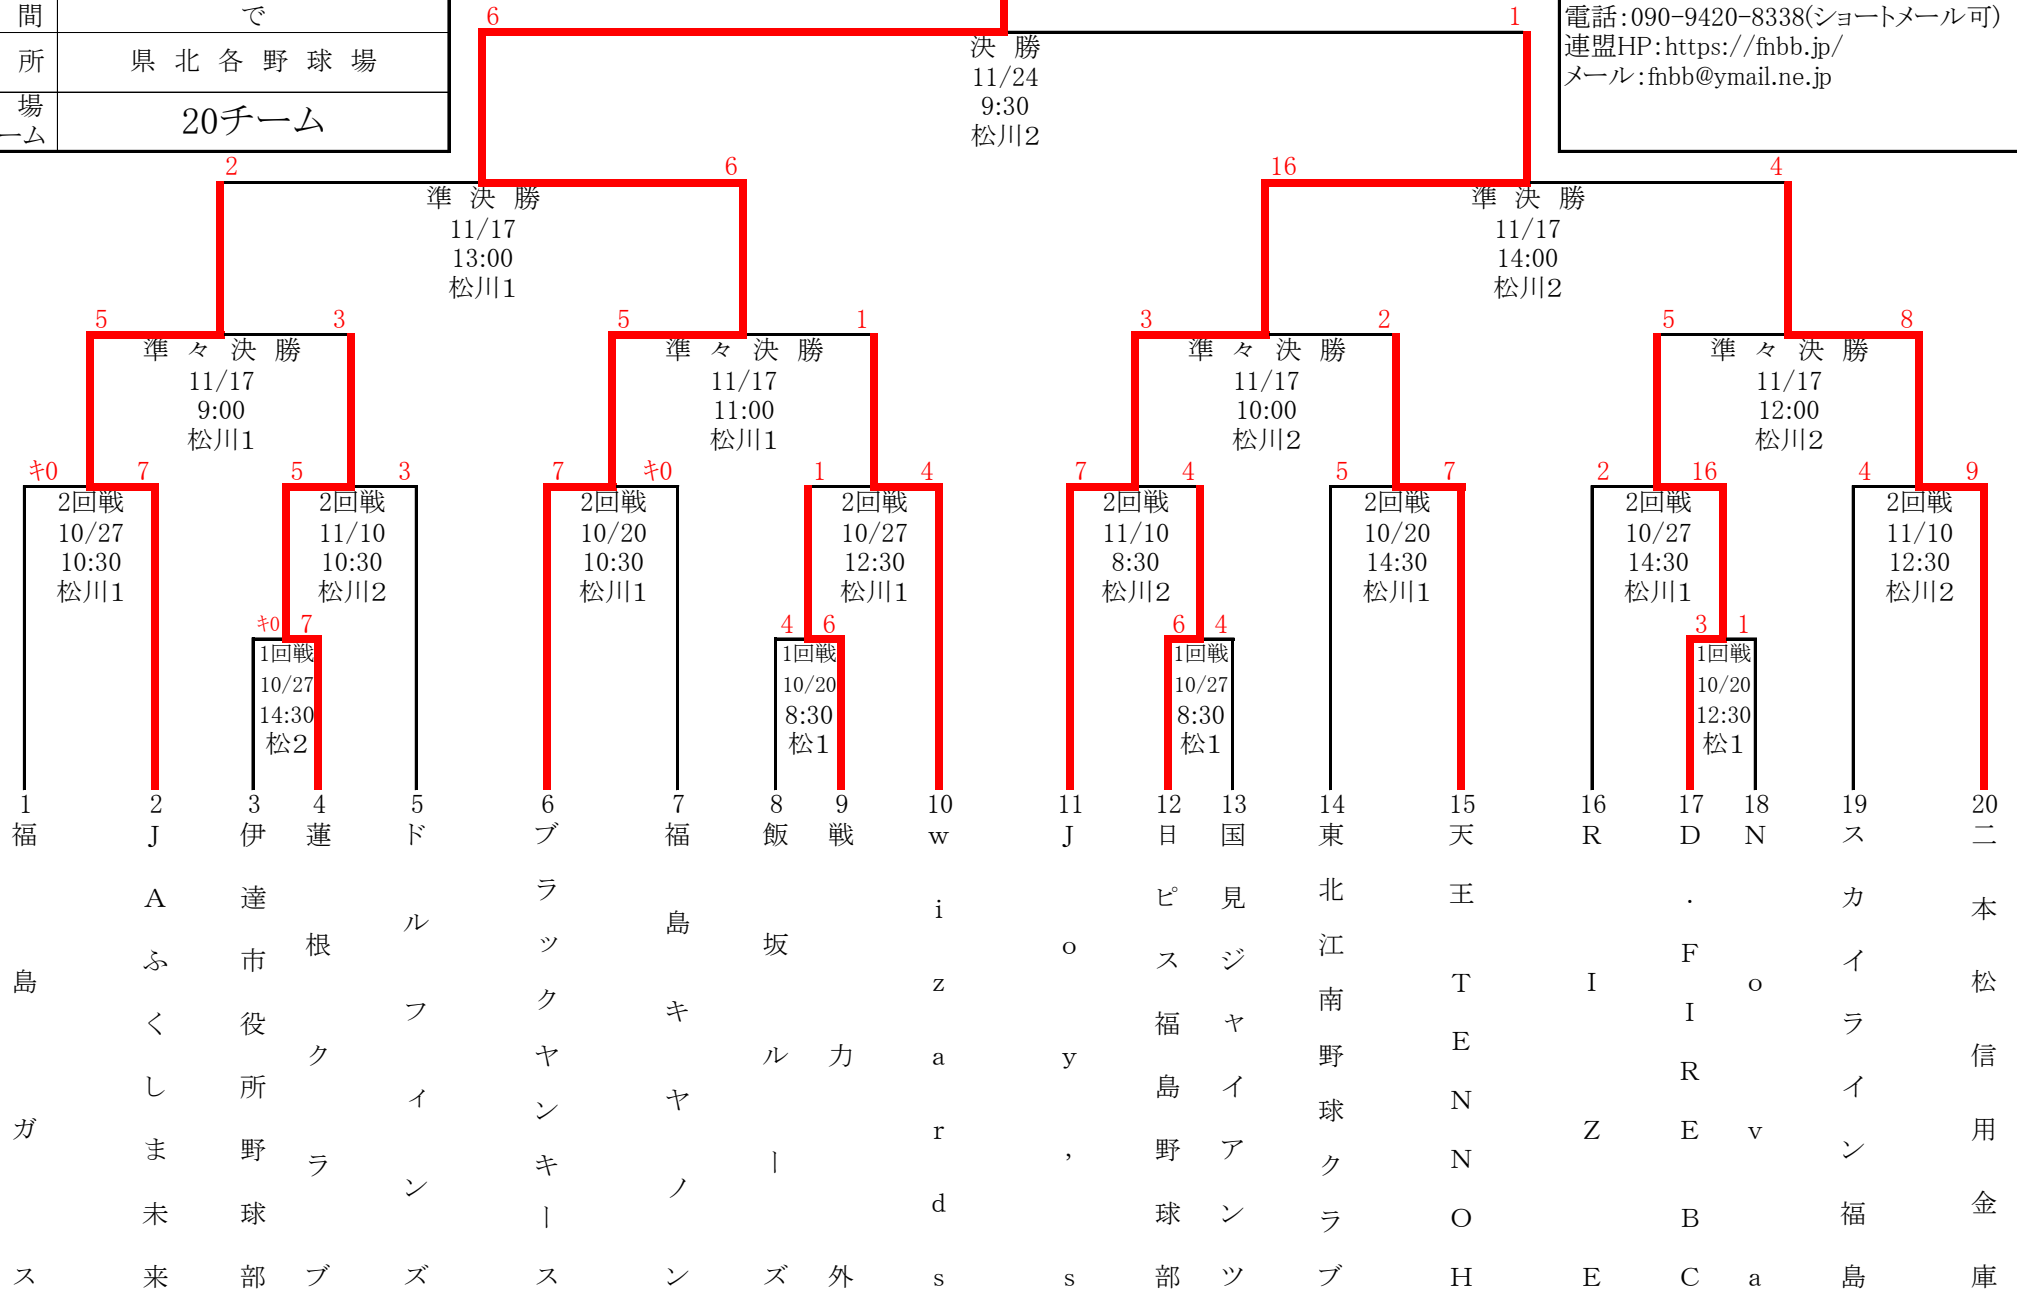 間 で
所 県北各野球場
場
ーム 20チーム
電話:090-9420-8338(ショートメール可)
連盟HP:https://fnbb.jp/
メール:fnbb@ymail.ne.jp
6 1
決勝
11/24
9:30
松川2
2 6
準決勝
11/17
13:00
松川1
16 4
準決勝
11/17
14:00
松川2
5 3
準々決勝
11/17
9:00
松川1
5 1
準々決勝
11/17
11:00
松川1
3 2
準々決勝
11/17
10:00
松川2
5 8
準々決勝
11/17
12:00
松川2
キ0 7
2回戦
10/27
10:30
松川1
5 3
2回戦
11/10
10:30
松川2
7 キ0
2回戦
10/20
10:30
松川1
1 4
2回戦
10/27
12:30
松川1
7 4
2回戦
11/10
8:30
松川2
5 7
2回戦
10/20
14:30
松川1
2 16
2回戦
10/27
14:30
松川1
4 9
2回戦
11/10
12:30
松川2
キ0 7
1回戦
10/27
14:30
松2
4 6
1回戦
10/20
8:30
松1
6 4
1回戦
10/27
8:30
松1
3 1
1回戦
10/20
12:30
松1
1 福島ガス
2 JAふくしま未来
3 伊達市役所野球部
4 蓮根クラブ
5 ドルフィンズ
6 ブラックヤンキース
7 福島キヤノン
8 飯坂ルーズ
9 戦力外
10 wizards
11 Joy,s
12 日ピス福島野球部
13 国見ジャイアンツ
14 東北江南野球クラブ
15 天王TENNOH
16 RIZE
17 D.FIREBC
18 Nova
19 スカイライン福島
20 二本松信用金庫